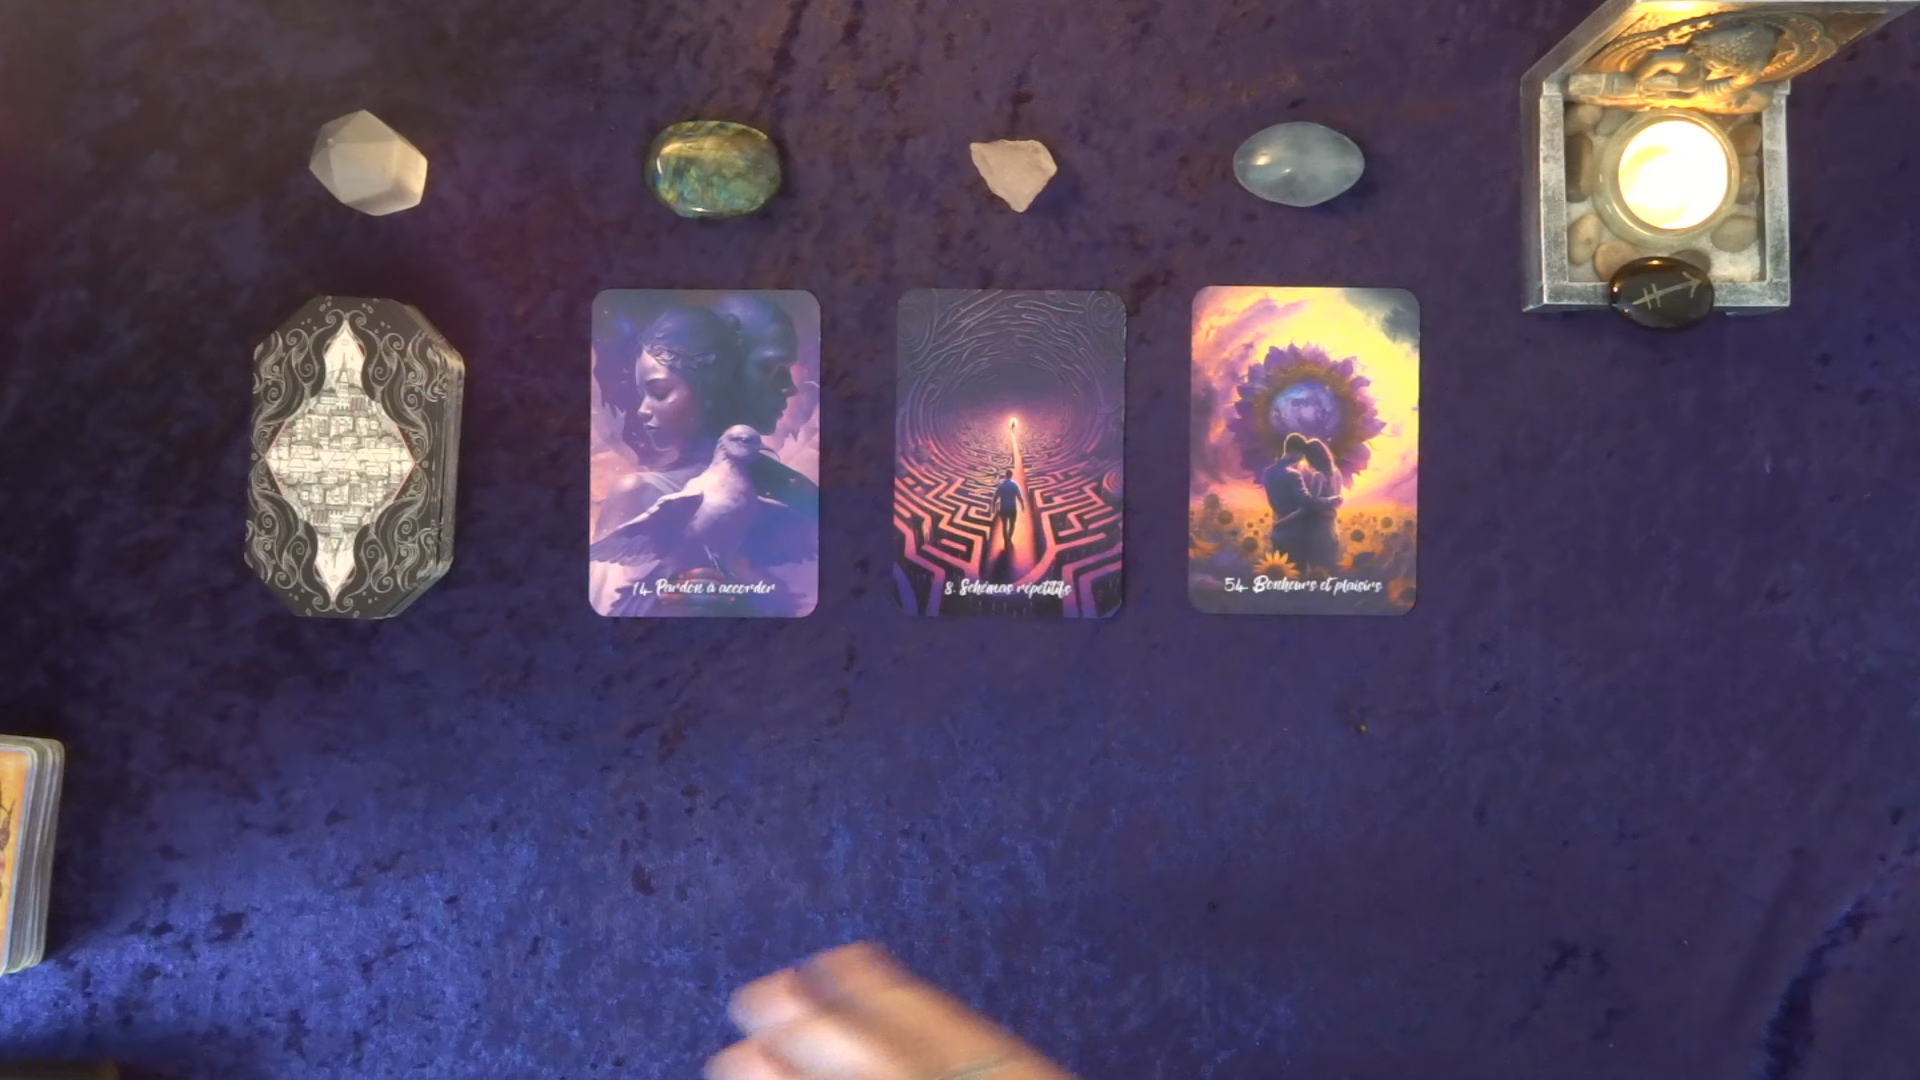 14. Pardon à accorder
8. Schémas répétitifs
54. Bonheurs et plaisirs